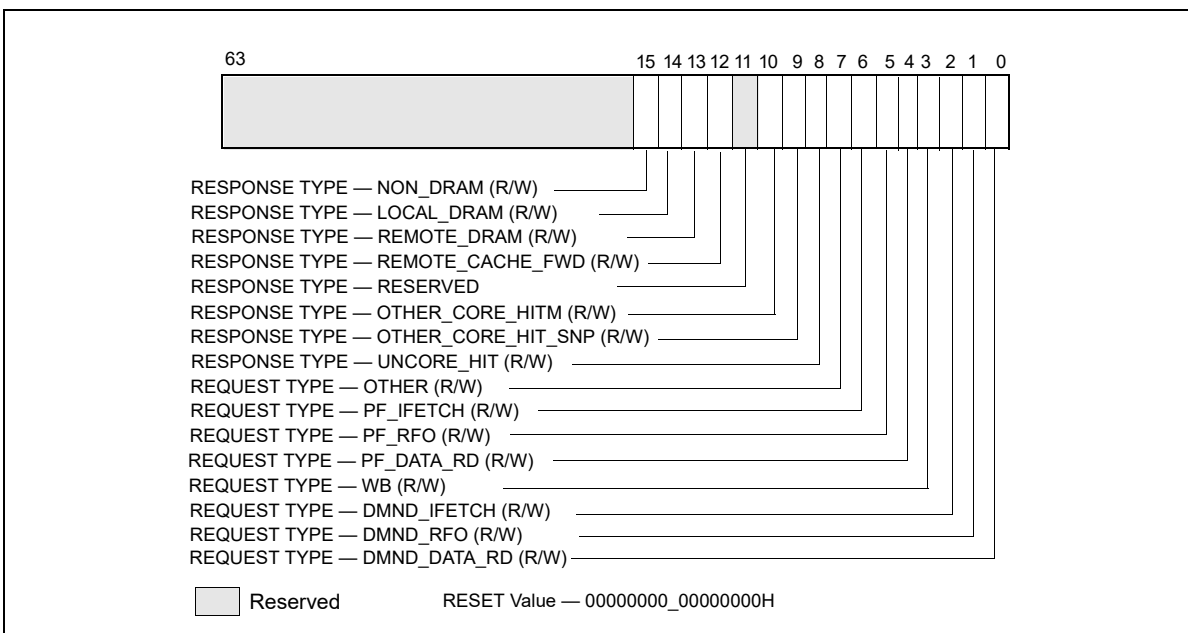 63 15 14 13 12 11 10 9 8 7 6 5 4 3 2 1 0
RESPONSE TYPE — NON_DRAM (R/W)
RESPONSE TYPE — LOCAL_DRAM (R/W)
RESPONSE TYPE — REMOTE_DRAM (R/W)
RESPONSE TYPE — REMOTE_CACHE_FWD (R/W)
RESPONSE TYPE — RESERVED
RESPONSE TYPE — OTHER_CORE_HITM (R/W)
RESPONSE TYPE — OTHER_CORE_HIT_SNP (R/W)
RESPONSE TYPE — UNCORE_HIT (R/W)
REQUEST TYPE — OTHER (R/W)
REQUEST TYPE — PF_IFETCH (R/W)
REQUEST TYPE — PF_RFO (R/W)
REQUEST TYPE — PF_DATA_RD (R/W)
REQUEST TYPE — WB (R/W)
REQUEST TYPE — DMND_IFETCH (R/W)
REQUEST TYPE — DMND_RFO (R/W)
REQUEST TYPE — DMND_DATA_RD (R/W)
Reserved RESET Value — 00000000_00000000H